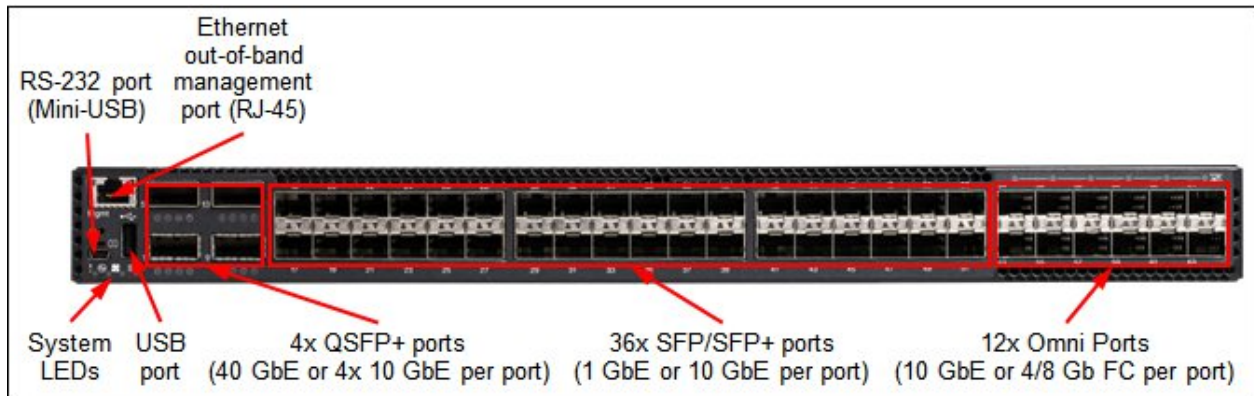 Ethernet
out-of-band
management
port (RJ-45)
RS-232 port
(Mini-USB)
Mgmt
System
LEDs
USB
port
4x QSFP+ ports
(40 GbE or 4x 10 GbE per port)
36x SFP/SFP+ ports
(1 GbE or 10 GbE per port)
12x Omni Ports
(10 GbE or 4/8 Gb FC per port)